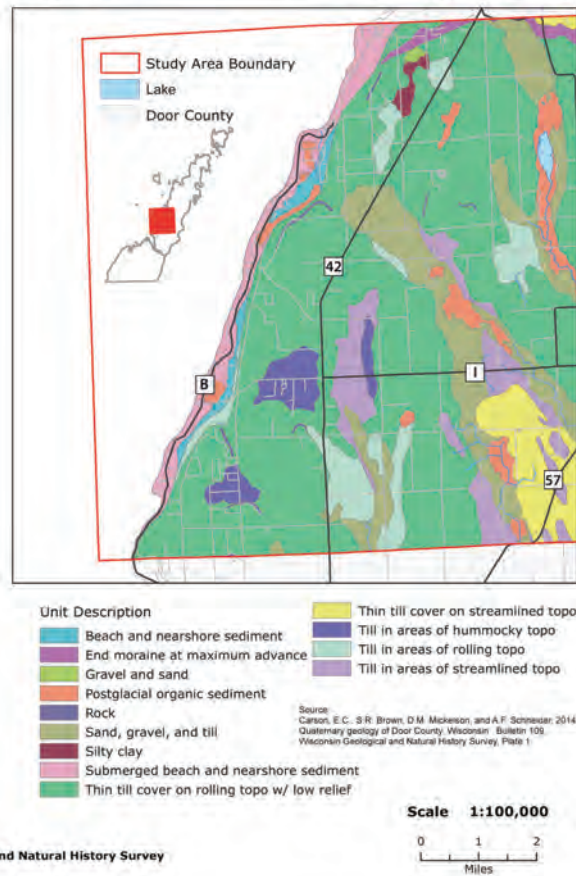 Study Area Boundary
Lake
Door County
42
B
I
57
Unit Description
Beach and nearshore sediment
End moraine at maximum advance
Gravel and sand
Postglacial organic sediment
Rock
Sand, gravel, and till
Silty clay
Submerged beach and nearshore sediment
Thin till cover on rolling topo w/ low relief
Thin till cover on streamlined topo
Till in areas of hummocky topo
Till in areas of rolling topo
Till in areas of streamlined topo
Source
Carson, E.C., S.R. Brown, D.M. Mickelson, and A.F. Schneider, 2014
Quaternary geology of Door County, Wisconsin Bulletin 109,
Wisconsin Geological and Natural History Survey, Plate 1
Scale 1:100,000
0 1 2
Miles
nd Natural History Survey